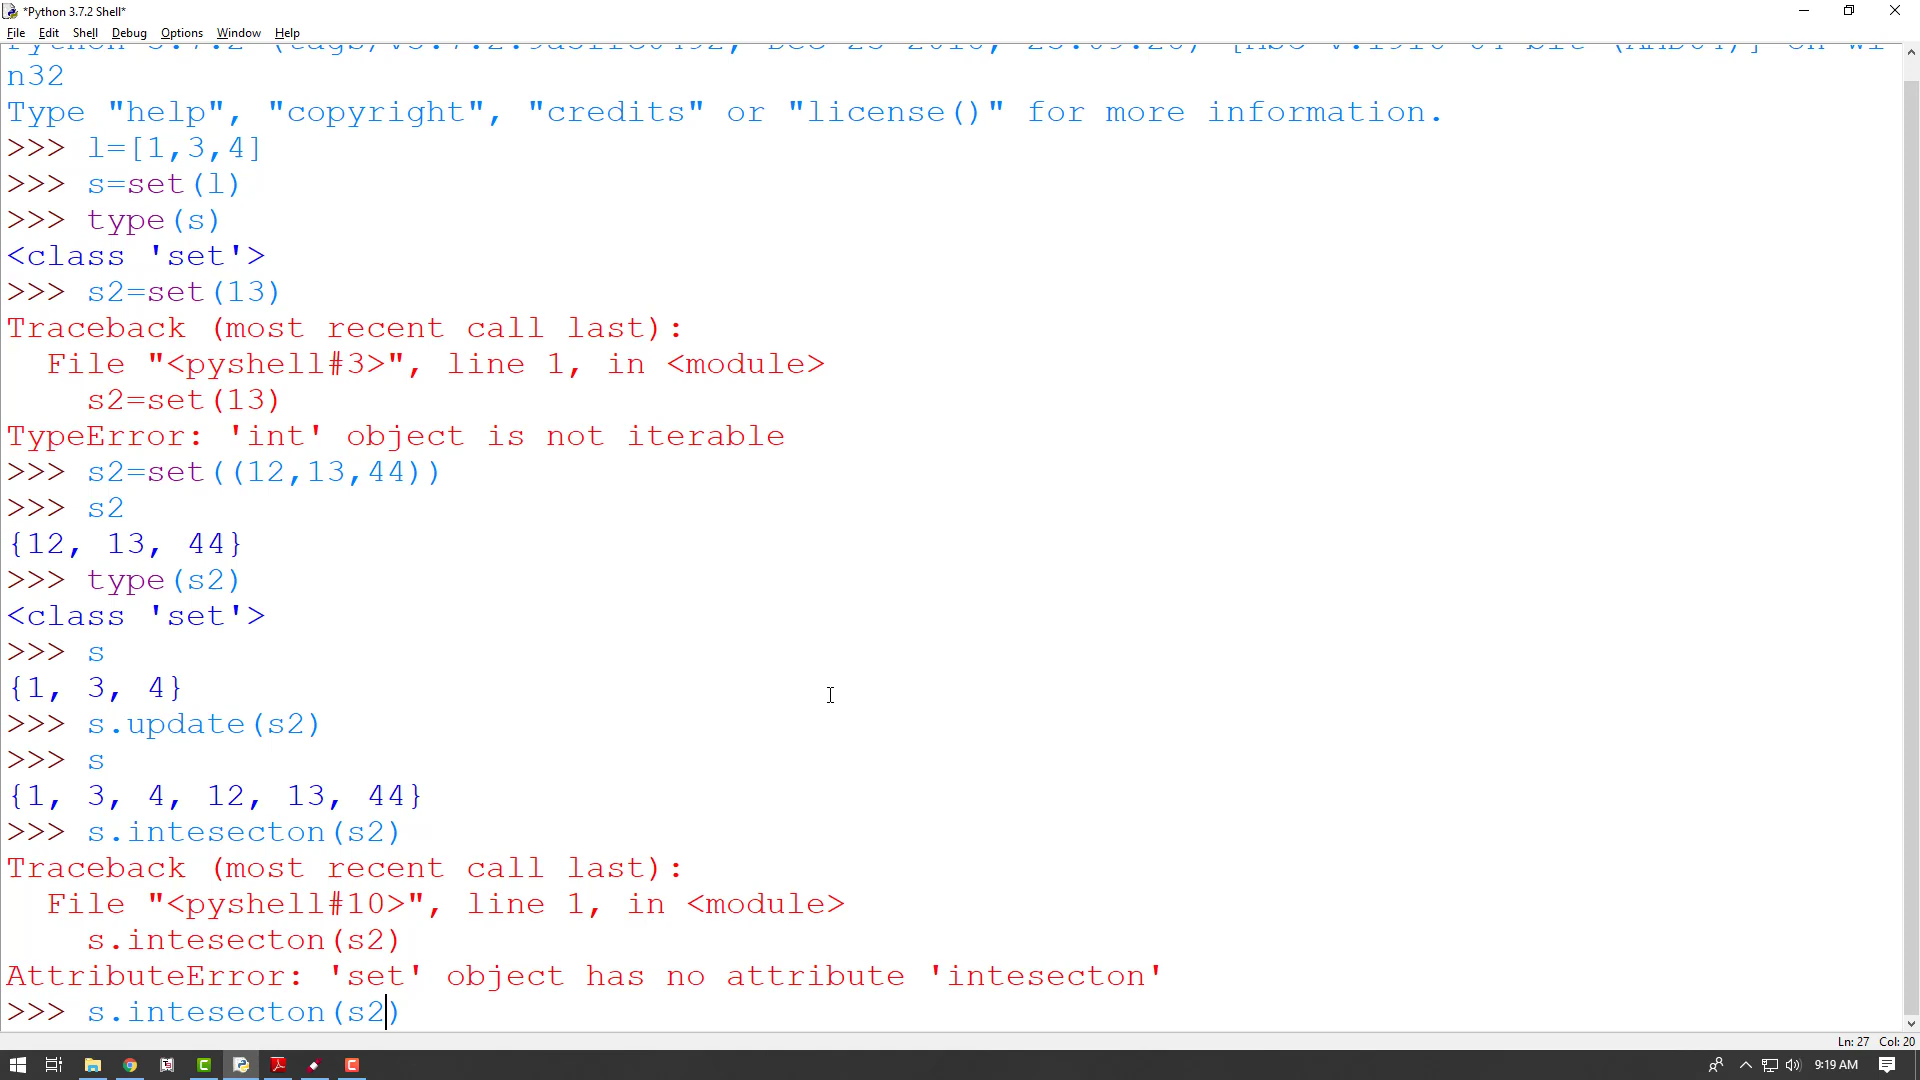 *Python 3.7.2 Shell*
File Edit Shell Debug Options Window Help
n32
Type "help", "copyright", "credits" or "license()" for more information.
>>> l=[1,3,4]
>>> s=set(l)
>>> type(s)
<class 'set'>
>>> s2=set(13)
Traceback (most recent call last):
  File "<pyshell#3>", line 1, in <module>
    s2=set(13)
TypeError: 'int' object is not iterable
>>> s2=set((12,13,44))
>>> s2
{12, 13, 44}
>>> type(s2)
<class 'set'>
>>> s
{1, 3, 4}
>>> s.update(s2)
>>> s
{1, 3, 4, 12, 13, 44}
>>> s.intesecton(s2)
Traceback (most recent call last):
  File "<pyshell#10>", line 1, in <module>
    s.intesecton(s2)
AttributeError: 'set' object has no attribute 'intesecton'
>>> s.intesecton(s2)
Ln: 27 Col: 20
9:19 AM